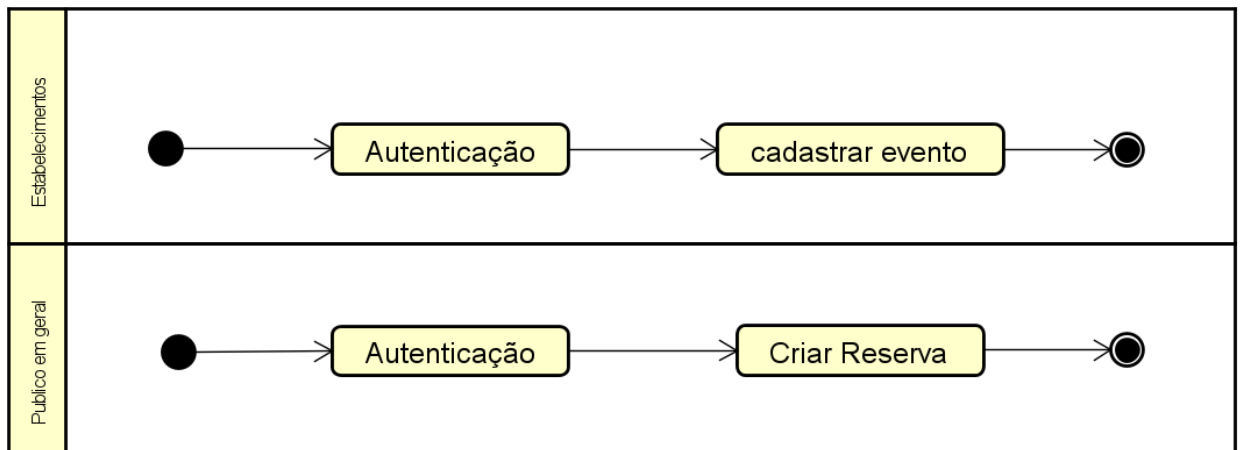 Estabelecimentos
Autenticação
cadastrar evento
Publico em geral
Autenticação
Criar Reserva